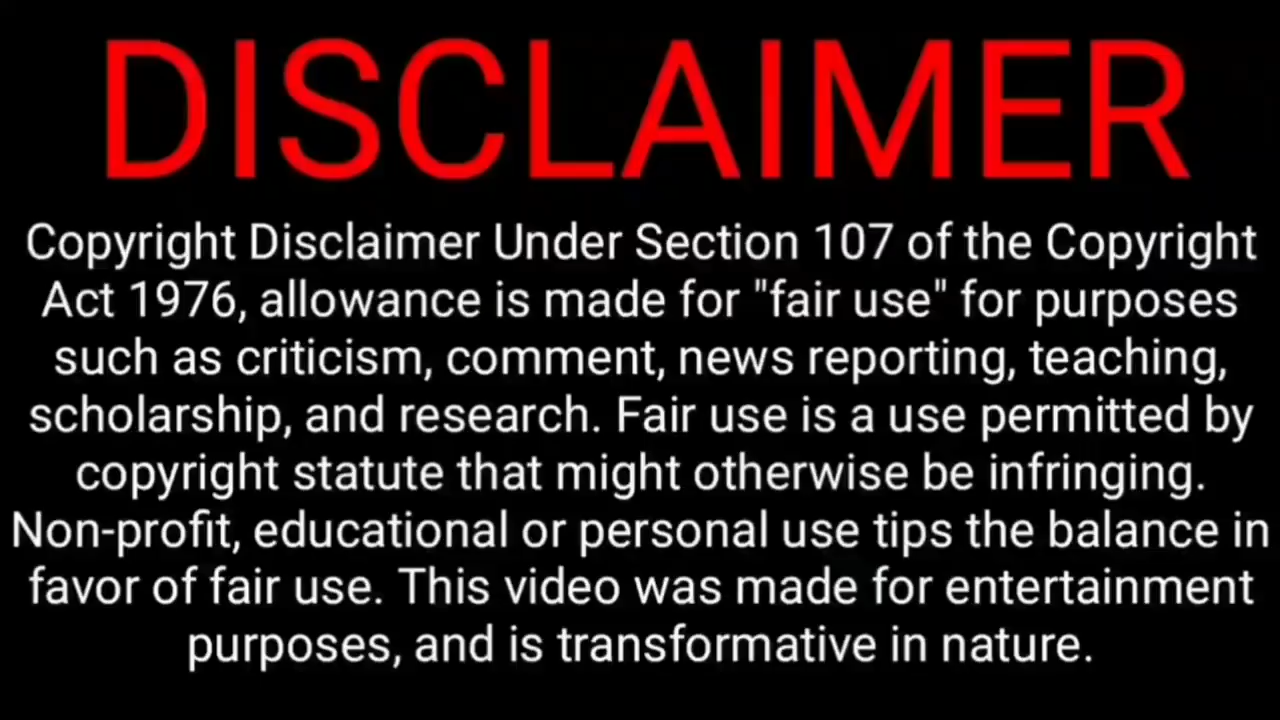 DISCLAIMER
Copyright Disclaimer Under Section 107 of the Copyright
Act 1976, allowance is made for "fair use" for purposes
such as criticism, comment, news reporting, teaching,
scholarship, and research. Fair use is a use permitted by
copyright statute that might otherwise be infringing.
Non-profit, educational or personal use tips the balance in
favor of fair use. This video was made for entertainment
purposes, and is transformative in nature.